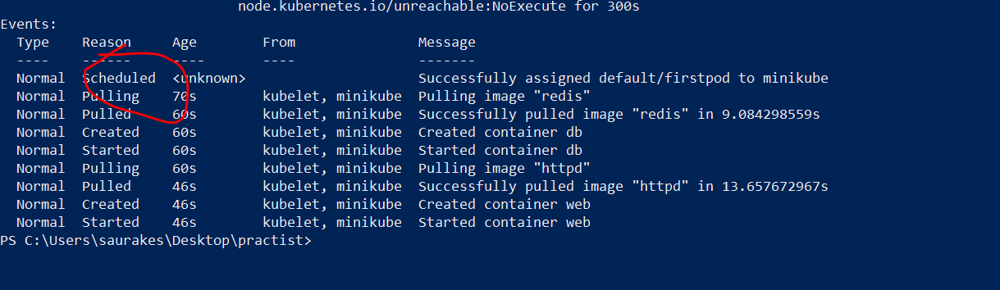 node.kubernetes.io/unreachable:NoExecute for 300s
Events:
Type Reason Age From Message
---- ------ ---- ---- -------
Normal Scheduled <unknown> Successfully assigned default/firstpod to minikube
Normal Pulling 70s kubelet, minikube Pulling image "redis"
Normal Pulled 60s kubelet, minikube Successfully pulled image "redis" in 9.084298559s
Normal Created 60s kubelet, minikube Created container db
Normal Started 60s kubelet, minikube Started container db
Normal Pulling 60s kubelet, minikube Pulling image "httpd"
Normal Pulled 46s kubelet, minikube Successfully pulled image "httpd" in 13.657672967s
Normal Created 46s kubelet, minikube Created container web
Normal Started 46s kubelet, minikube Started container web
PS C:\Users\saurakes\Desktop\practist>